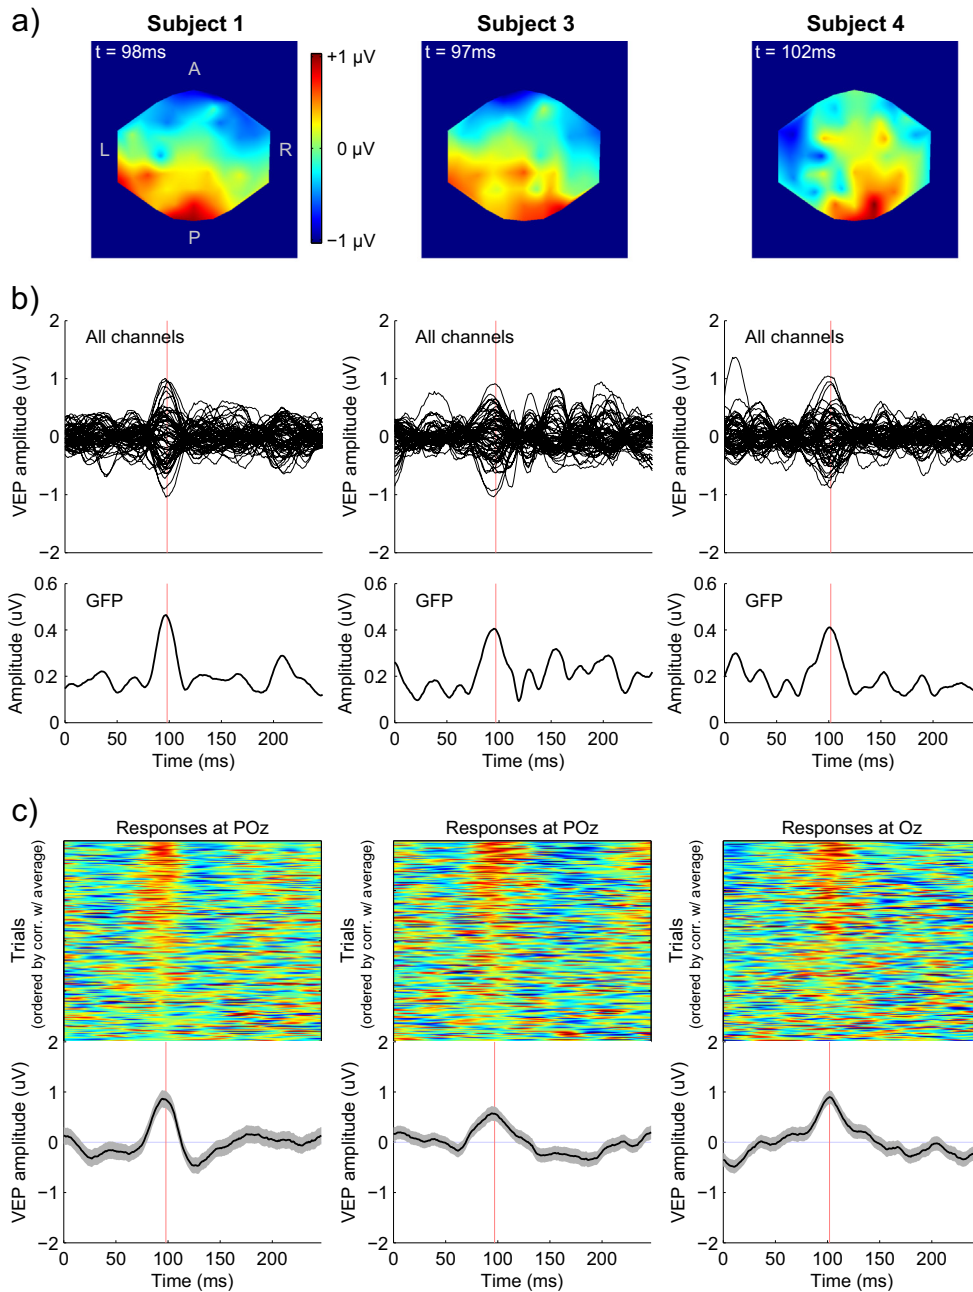 a)
Subject 1
Subject 3
Subject 4
t = 98ms
A
L
R
P
+1 µV
0 µV
−1 µV
t = 97ms
t = 102ms
b)
VEP amplitude (uV)
2
1
0
−1
−2
All channels
VEP amplitude (uV)
2
1
0
−1
−2
All channels
VEP amplitude (uV)
2
1
0
−1
−2
All channels
Amplitude (uV)
0.6
0.4
0.2
0
GFP
0 50 100 150 200
Time (ms)
Amplitude (uV)
0.6
0.4
0.2
0
GFP
0 50 100 150 200
Time (ms)
Amplitude (uV)
0.6
0.4
0.2
0
GFP
0 50 100 150 200
Time (ms)
c)
Responses at POz
Trials
(ordered by corr. w/ average)
Responses at POz
Trials
(ordered by corr. w/ average)
Responses at Oz
Trials
(ordered by corr. w/ average)
VEP amplitude (uV)
2
1
0
−1
−2
0 50 100 150 200
Time (ms)
VEP amplitude (uV)
2
1
0
−1
−2
0 50 100 150 200
Time (ms)
VEP amplitude (uV)
2
1
0
−1
−2
0 50 100 150 200
Time (ms)